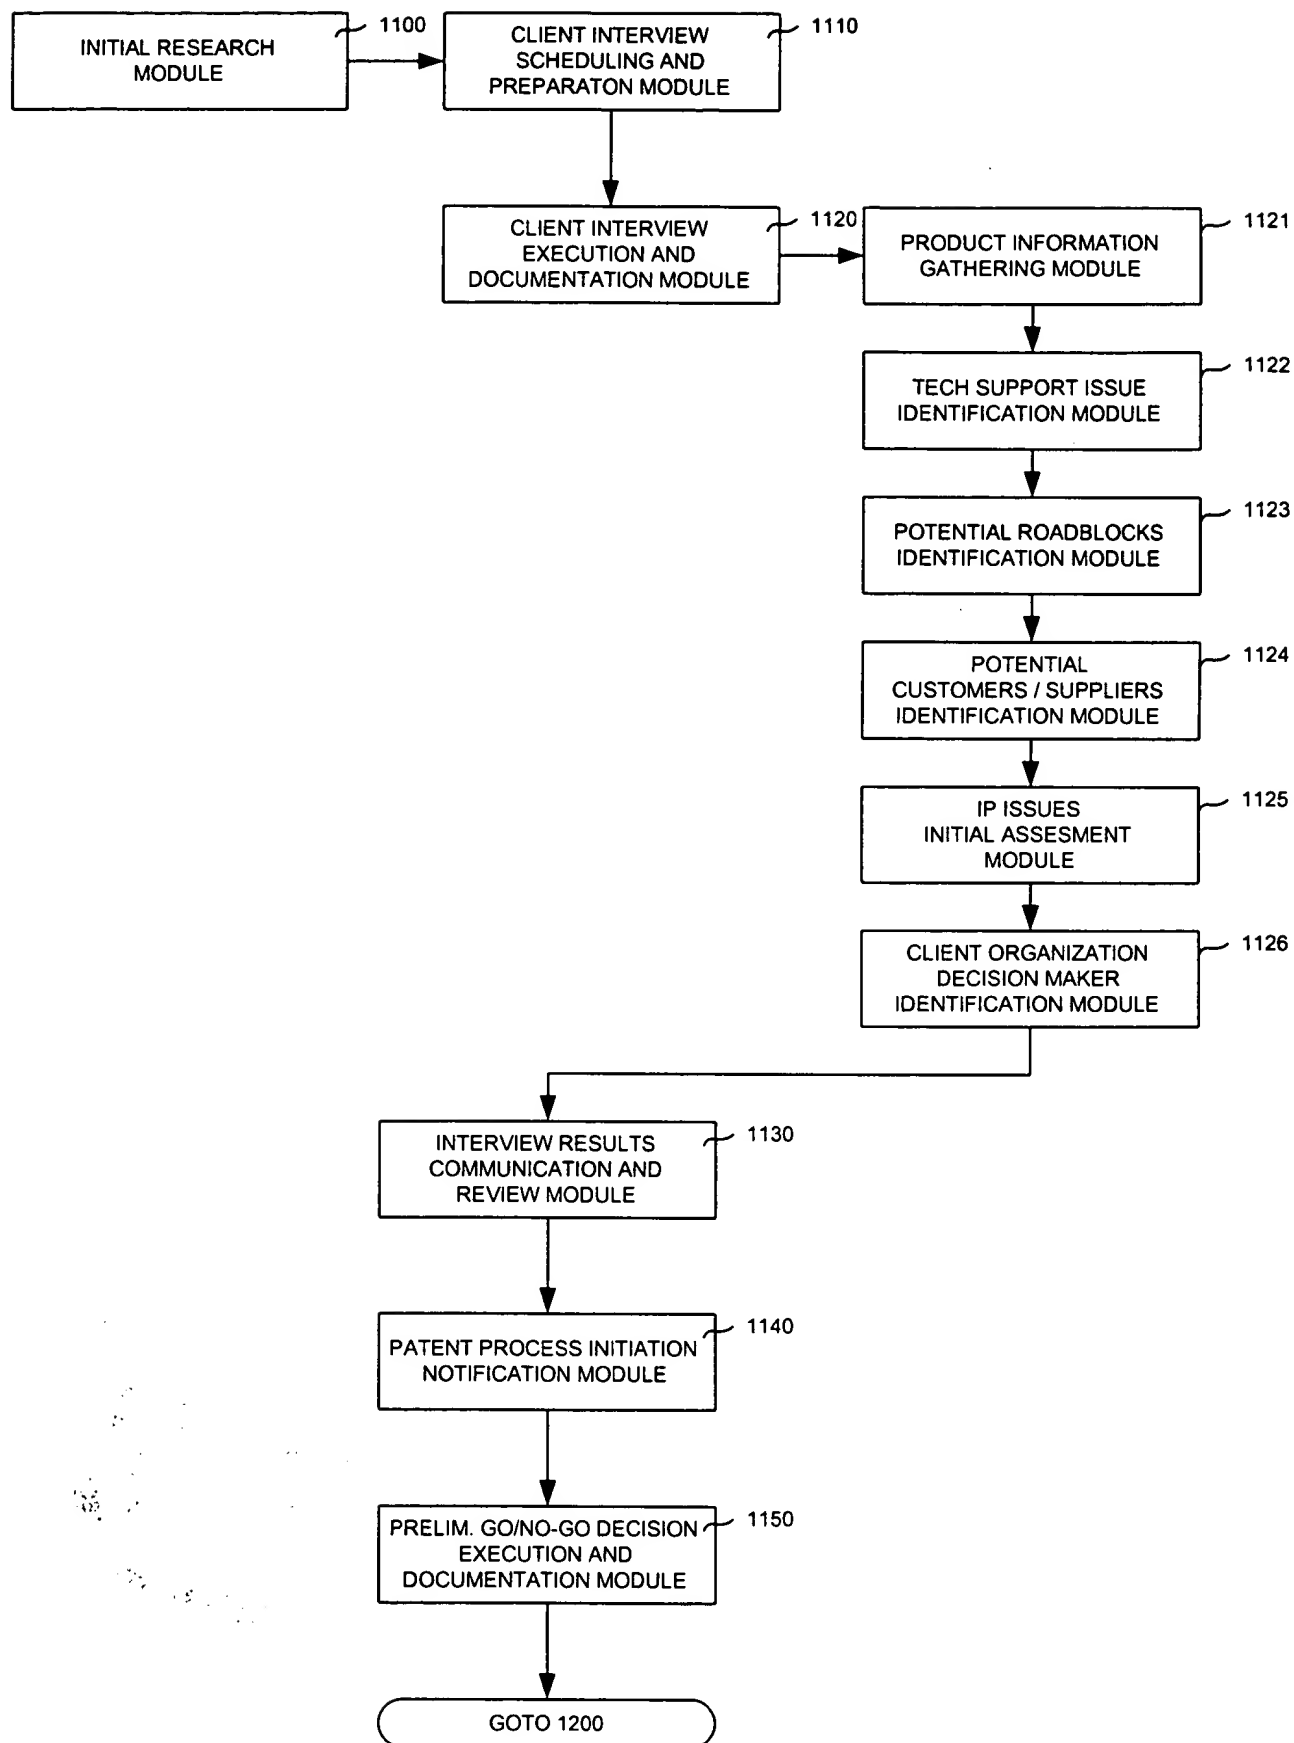 INITIAL RESEARCH
MODULE
1100
CLIENT INTERVIEW
SCHEDULING AND
PREPARATON MODULE
1110
CLIENT INTERVIEW
EXECUTION AND
DOCUMENTATION MODULE
1120
PRODUCT INFORMATION
GATHERING MODULE
1121
TECH SUPPORT ISSUE
IDENTIFICATION MODULE
1122
POTENTIAL ROADBLOCKS
IDENTIFICATION MODULE
1123
POTENTIAL
CUSTOMERS / SUPPLIERS
IDENTIFICATION MODULE
1124
IP ISSUES
INITIAL ASSESMENT
MODULE
1125
CLIENT ORGANIZATION
DECISION MAKER
IDENTIFICATION MODULE
1126
INTERVIEW RESULTS
COMMUNICATION AND
REVIEW MODULE
1130
PATENT PROCESS INITIATION
NOTIFICATION MODULE
1140
PRELIM. GO/NO-GO DECISION
EXECUTION AND
DOCUMENTATION MODULE
1150
GOTO 1200